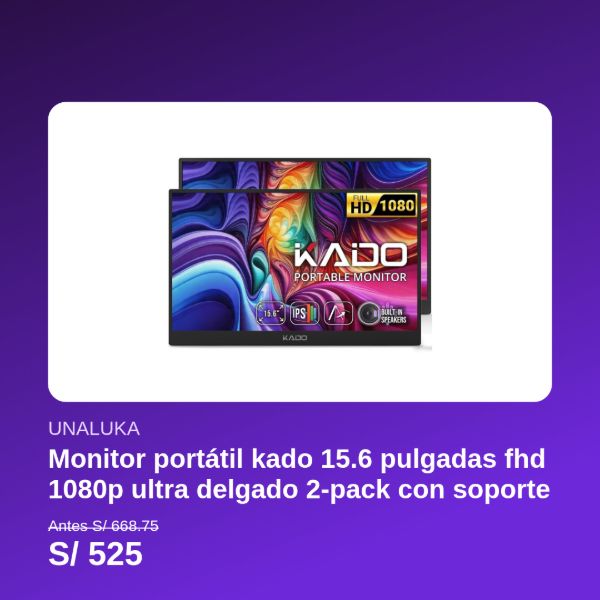 FULL
HD 1080
KADO
PORTABLE MONITOR
15.6"
IPS
BUILT-IN
SPEAKERS
KADO
UNALUKA
Monitor portátil kado 15.6 pulgadas fhd
1080p ultra delgado 2-pack con soporte
Antes S/ 668.75
S/ 525